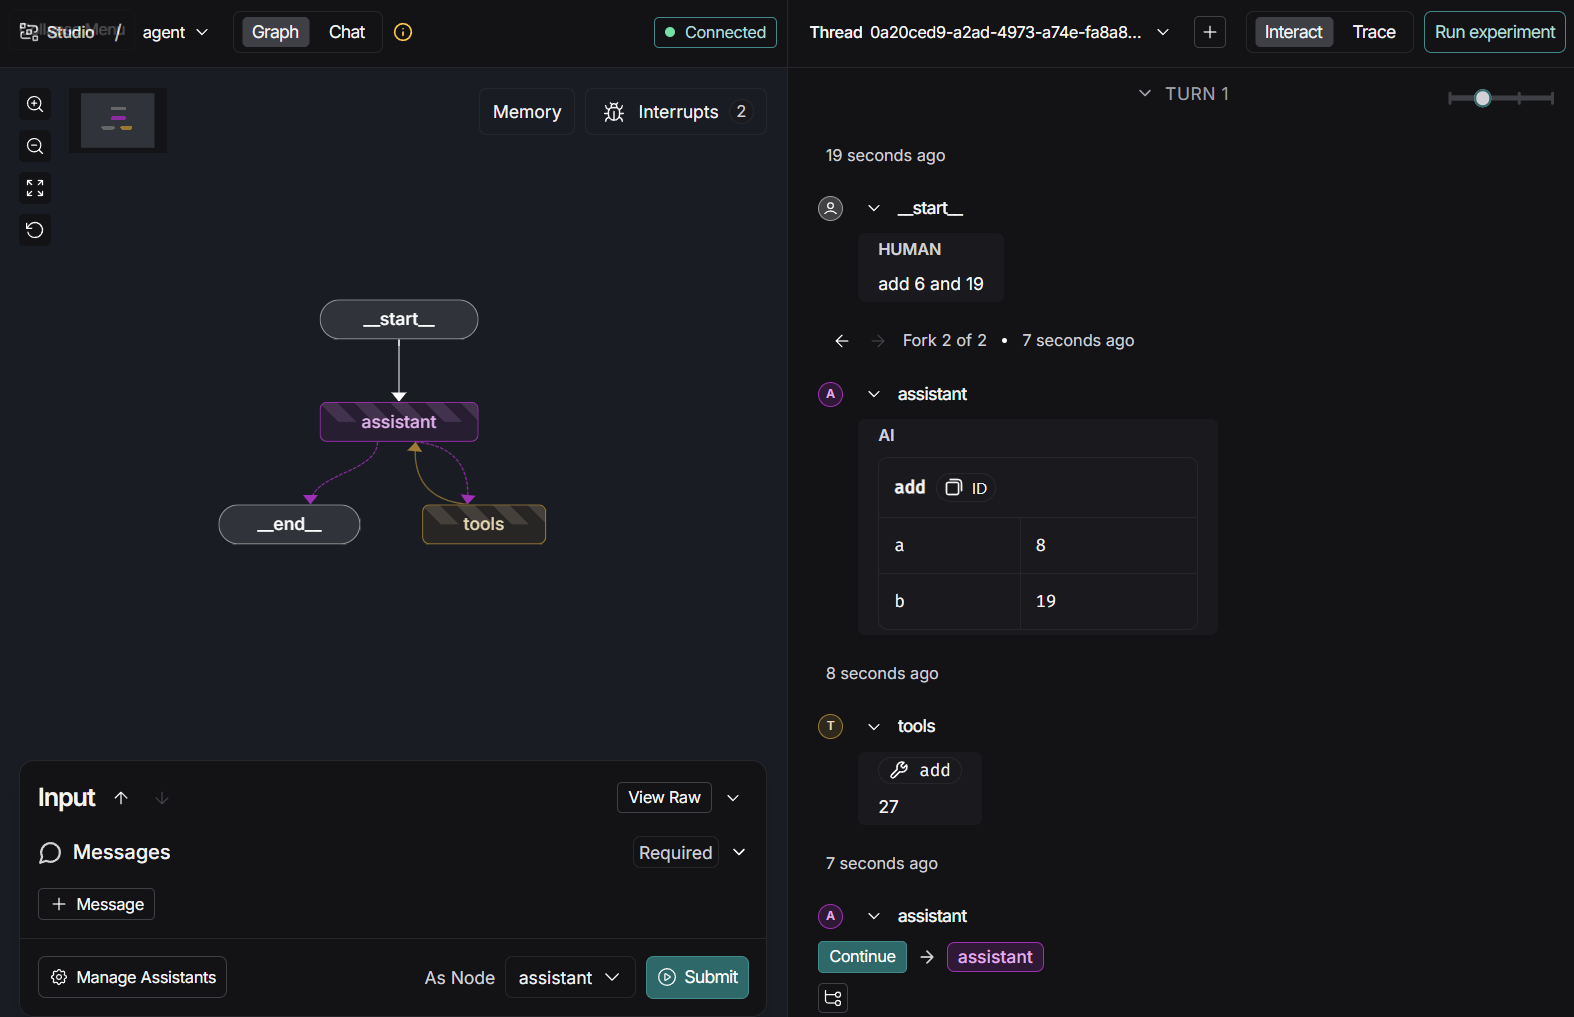 Studio / agent
Graph
Chat
Connected
Thread 0a20ced9-a2ad-4973-a74e-fa8a8...
Interact
Trace
Run experiment
Memory
Interrupts 2
__start__
assistant
__end__
tools
Input
View Raw
Messages
Required
+ Message
Manage Assistants
As Node
assistant
Submit
TURN 1
19 seconds ago
__start__
HUMAN
add 6 and 19
Fork 2 of 2 • 7 seconds ago
A assistant
AI
add ID
a 8
b 19
8 seconds ago
T tools
add
27
7 seconds ago
A assistant
Continue → assistant